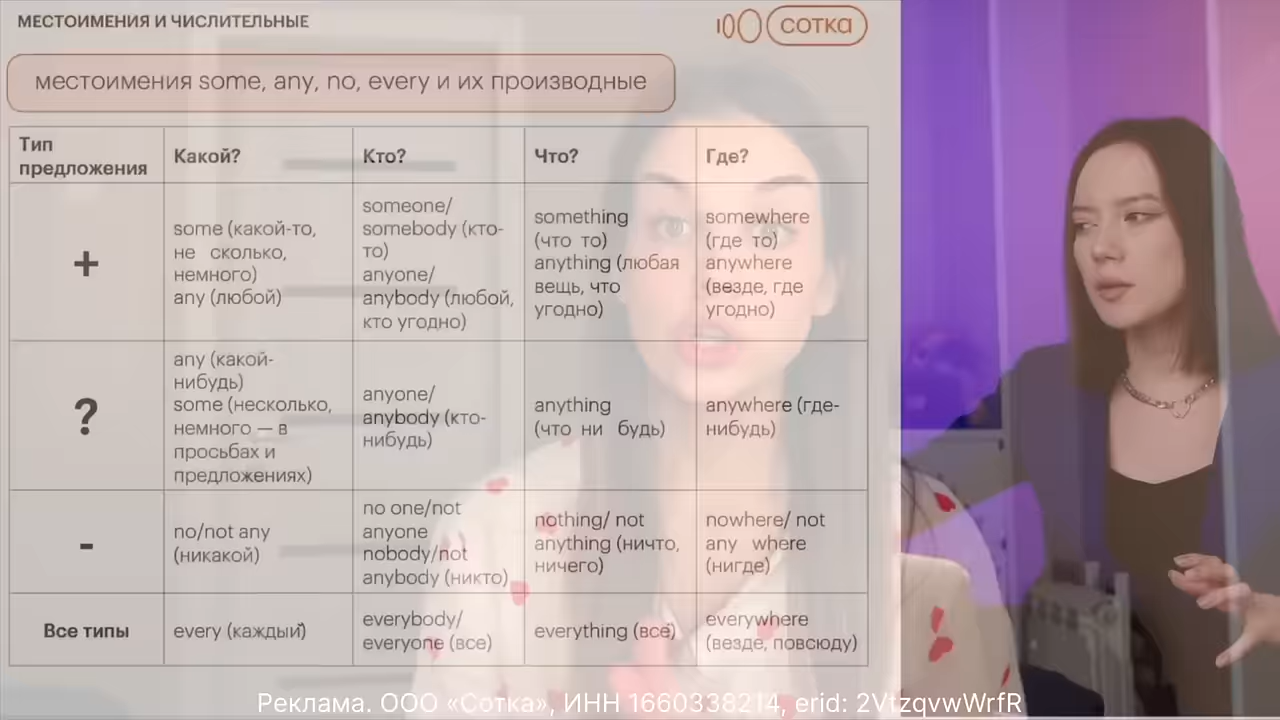 МЕСТОИМЕНИЯ И ЧИСЛИТЕЛЬНЫЕ
сотка
местоимения some, any, no, every и их производные
Тип
предложения
Какой?
Кто?
Что?
Где?
+
some (какой-то,
не сколько,
немного)
any (любой)
someone/
somebody (кто-
то)
anyone/
anybody (любой,
кто угодно)
something
(что то)
anything (любая
вещь, что
угодно)
somewhere
(где то)
anywhere
(везде, где
угодно)
?
any (какой-
нибудь)
some (несколько,
немного — в
просьбах и
предложениях)
anyone/
anybody (кто-
нибудь)
anything
(что ни будь)
anywhere (где-
нибудь)
-
no/not any
(никакой)
no one/not
anyone
nobody/not
anybody (никто)
nothing/ not
anything (ничто,
ничего)
nowhere/ not
any where
(нигде)
Все типы
every (каждый)
everybody/
everyone (все)
everything (всё)
everywhere
(везде, повсюду)
Реклама. ООО «Сотка», ИНН 1660338214, erid: 2VtzqvwWrfR